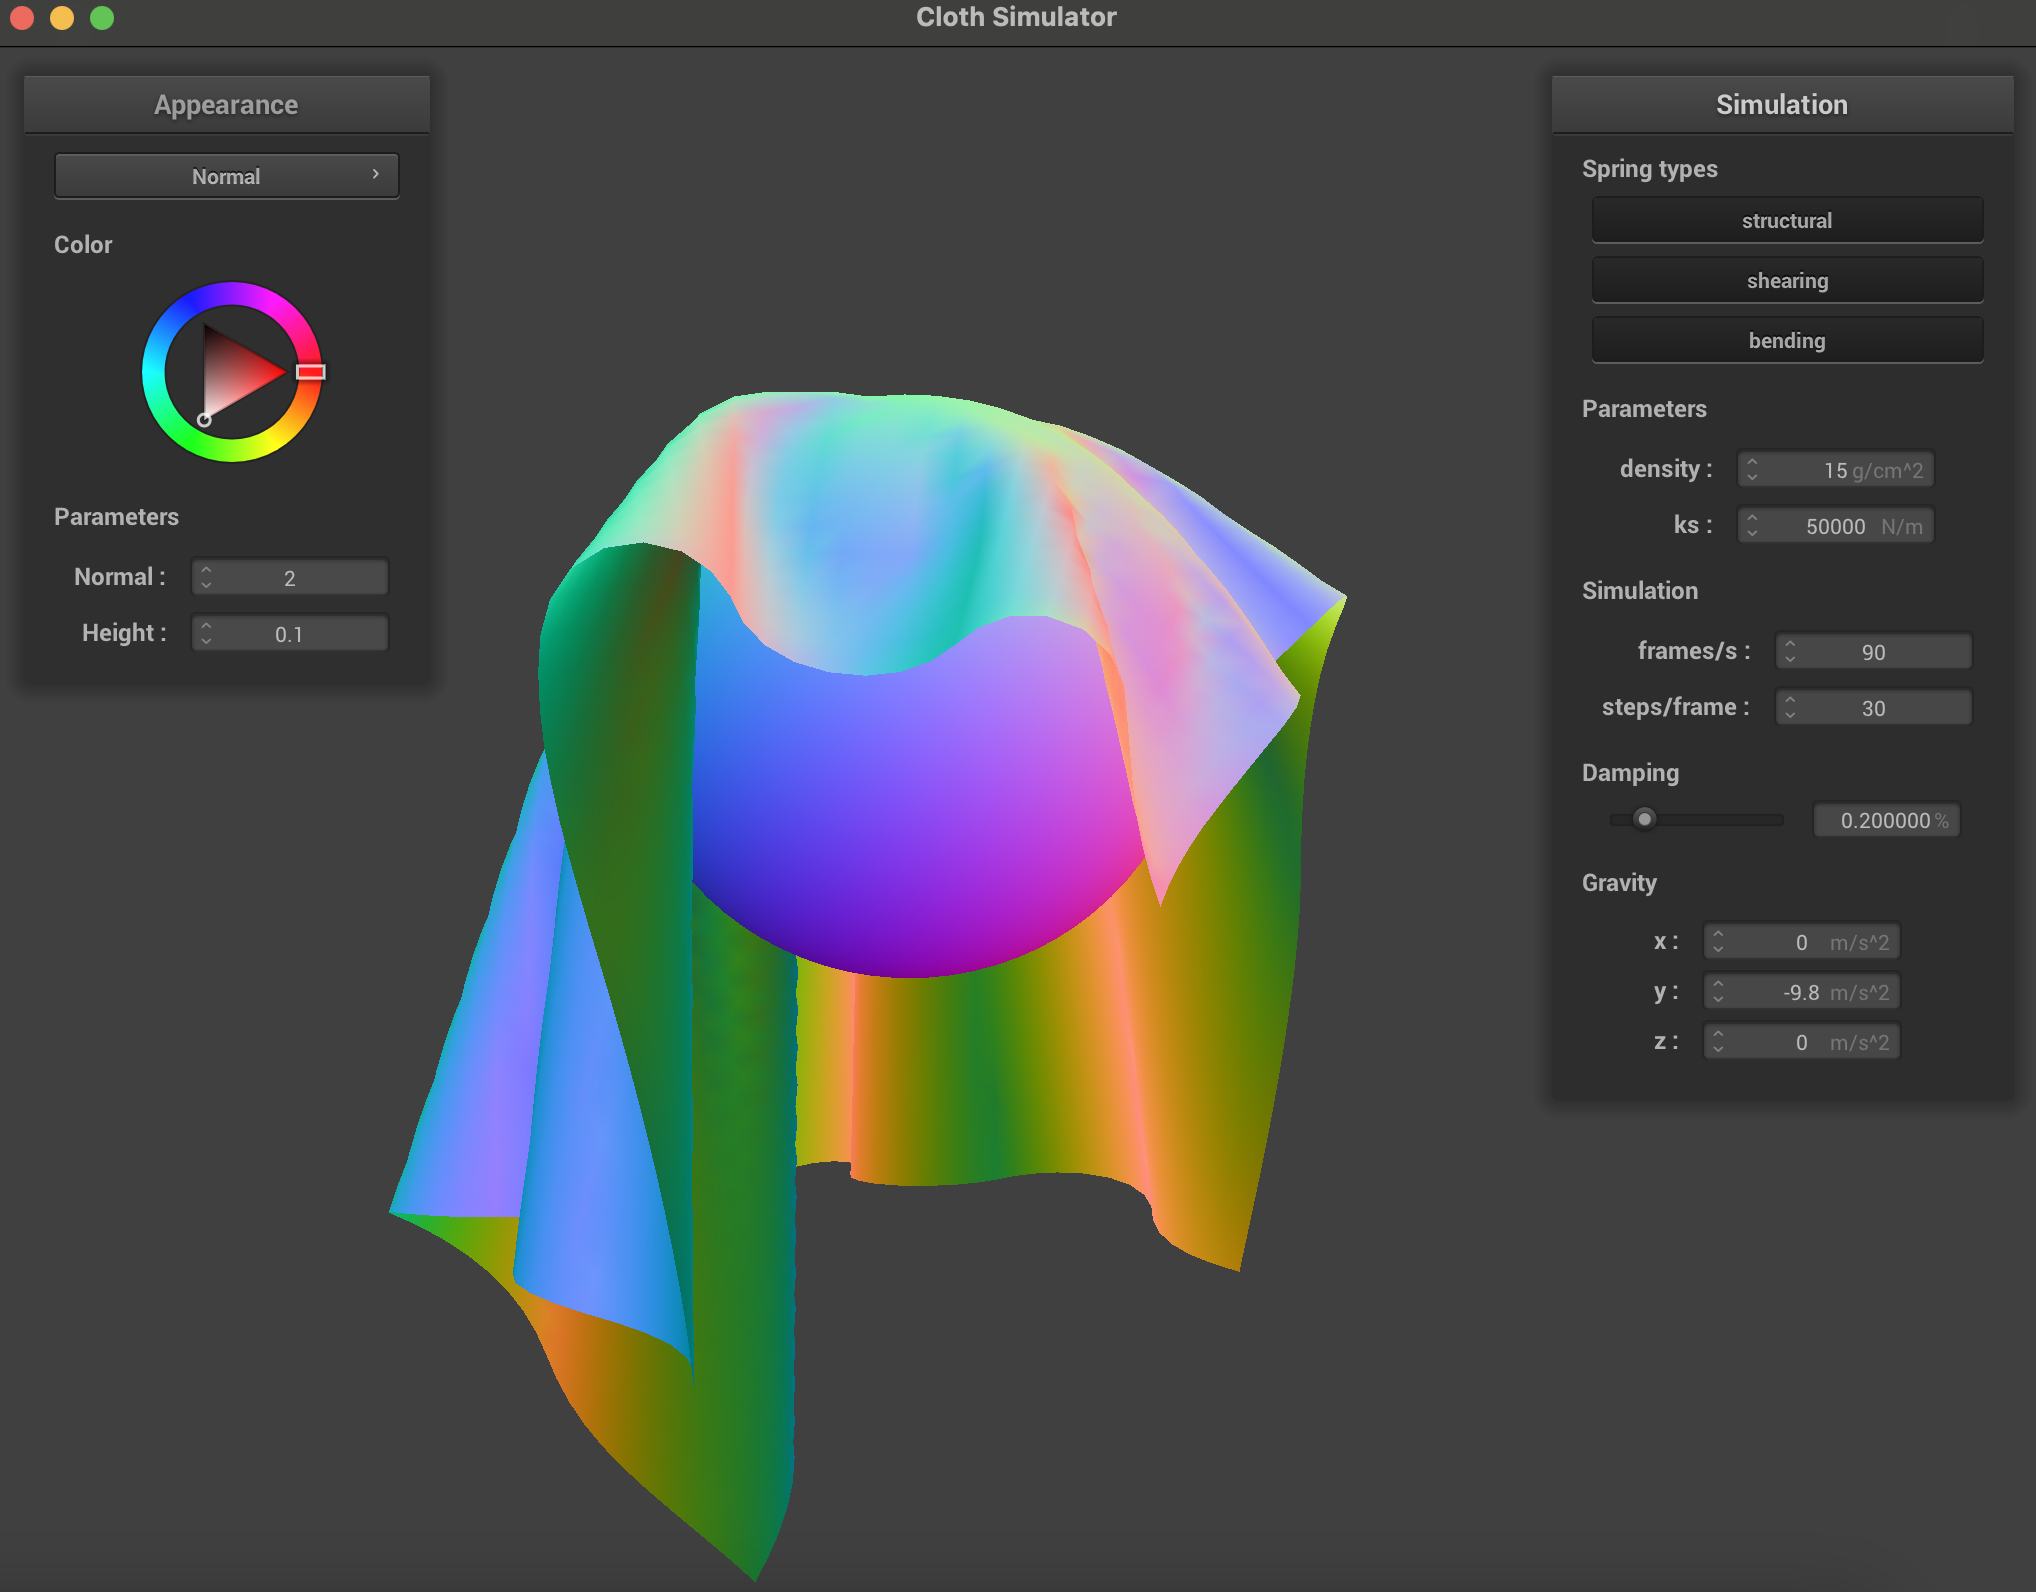 Cloth Simulator
Appearance
Normal
Color
Parameters
Normal : 2
Height : 0.1
Simulation
Spring types
structural
shearing
bending
Parameters
density : 15 g/cm^2
ks : 50000 N/m
Simulation
frames/s : 90
steps/frame : 30
Damping
0.200000 %
Gravity
x : 0 m/s^2
y : -9.8 m/s^2
z : 0 m/s^2